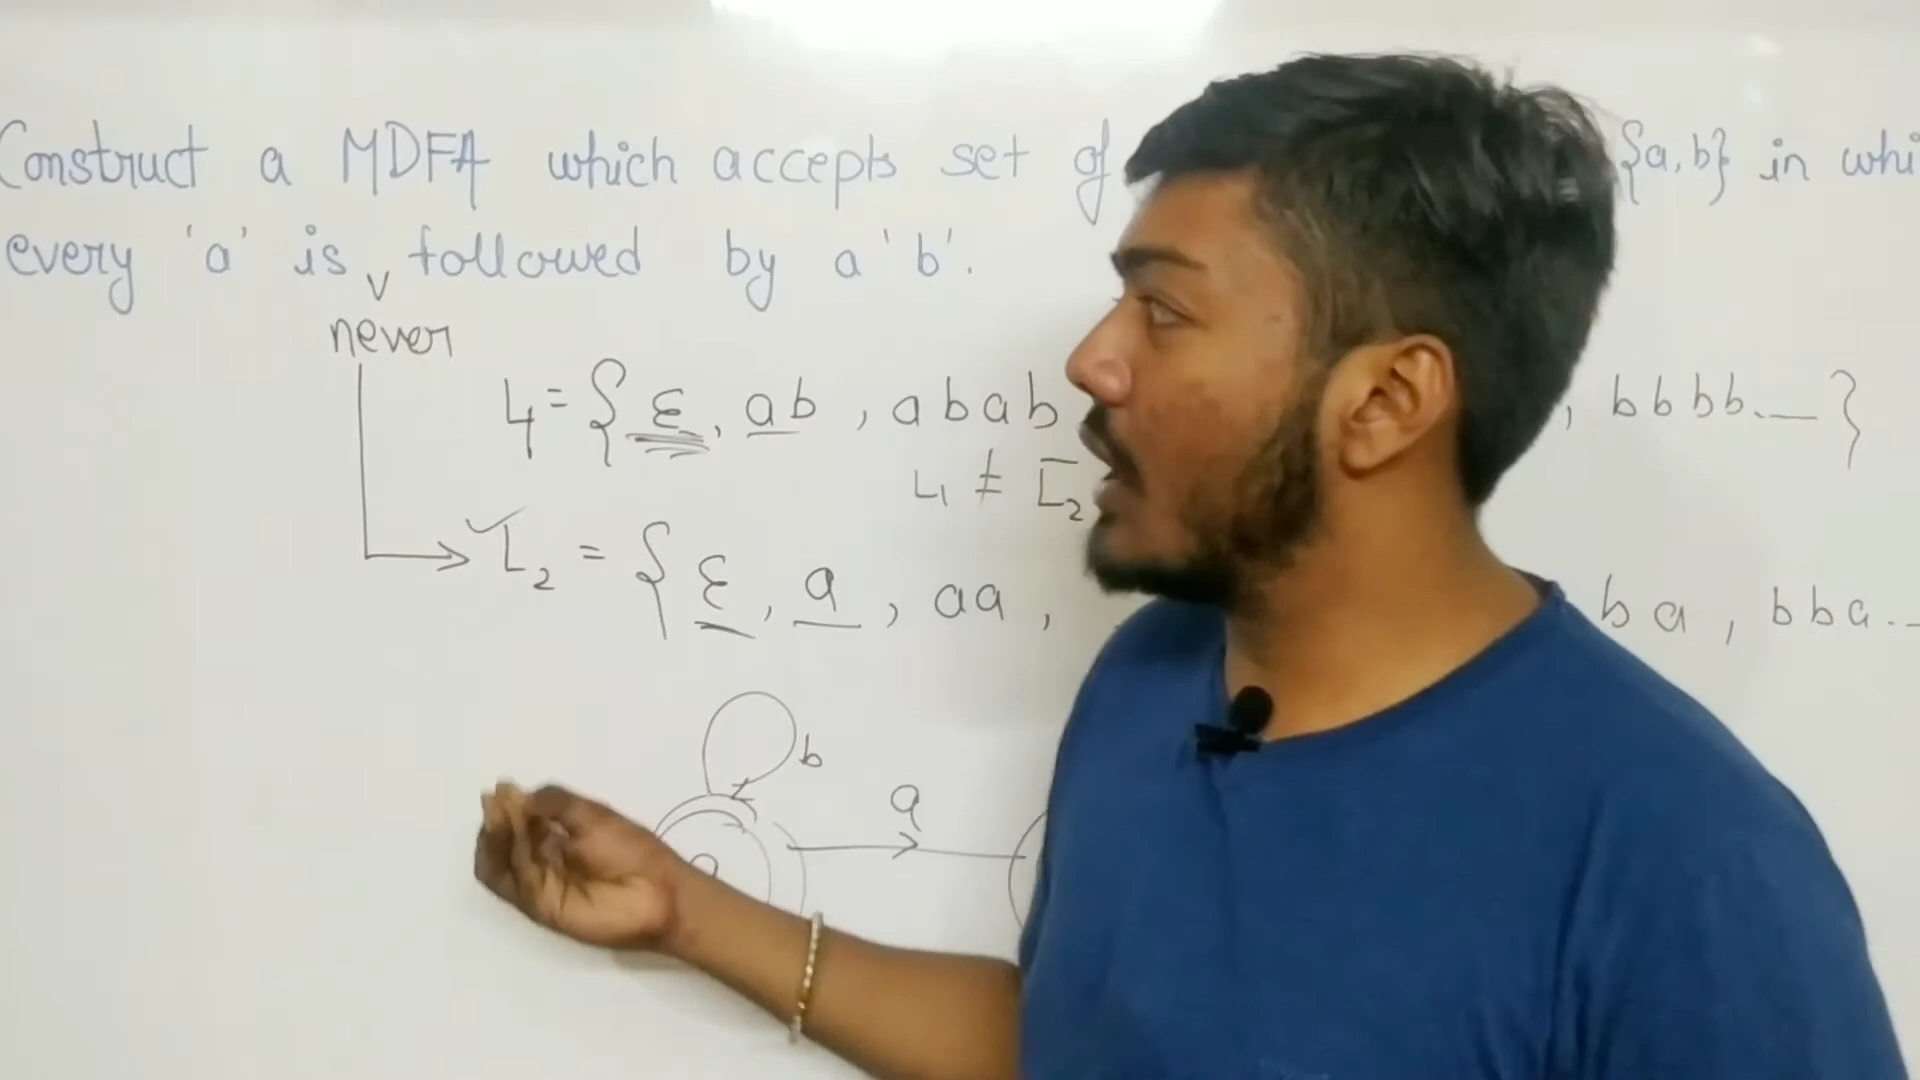 Construct a MDFA which accepts set of {a,b} in whi
every 'a' is v followed by a 'b'.
never
L1 = { ε, ab, abab , bbbb... }
L1 ≠ L2
L2 = { ε, a, aa, ba, bba...
b
a